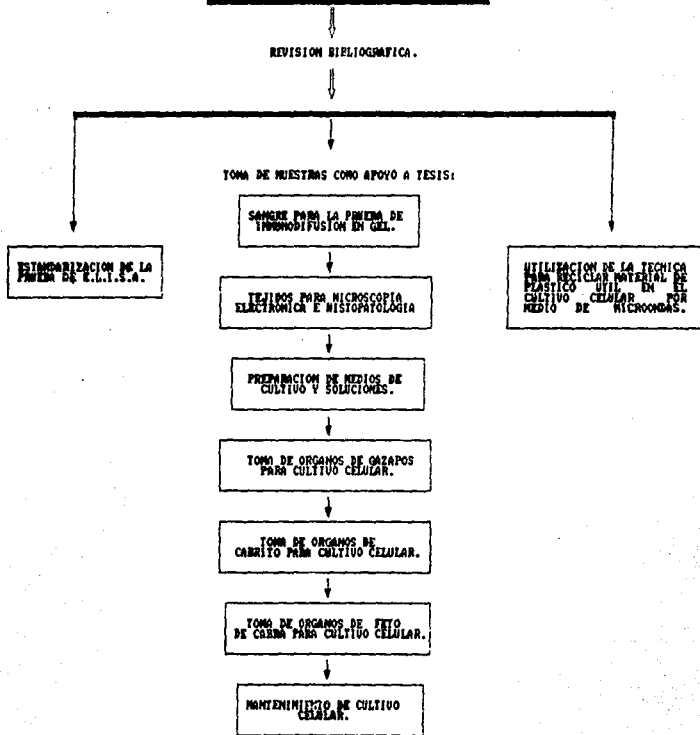 REVISION BIBLIOGRAFICA.
TOMA DE MUESTRAS COMO APOYO A TESIS:
SANGRE PARA LA PRUEBA DE
INMUNODIFUSION EN GEL.
ESTANDARIZACION DE LA
PRUEBA DE E.L.I.S.A.
UTILIZACION DE LA TECNICA
PARA RECICLAR MATERIAL DE
PLASTICO UTIL EN EL
CULTIVO CELULAR POR
MEDIO DE MICROONDAS.
TEJIDOS PARA MICROSCOPIA
ELECTRONICA E HISTOPATOLOGIA
PREPARACION DE MEDIOS DE
CULTIVO Y SOLUCIONES.
TOMA DE ORGANOS DE GAZAPOS
PARA CULTIVO CELULAR.
TOMA DE ORGANOS DE
CABRITO PARA CULTIVO CELULAR.
TOMA DE ORGANOS DE FETO
DE CABRA PARA CULTIVO CELULAR.
MANTENIMIENTO DE CULTIVO
CELULAR.